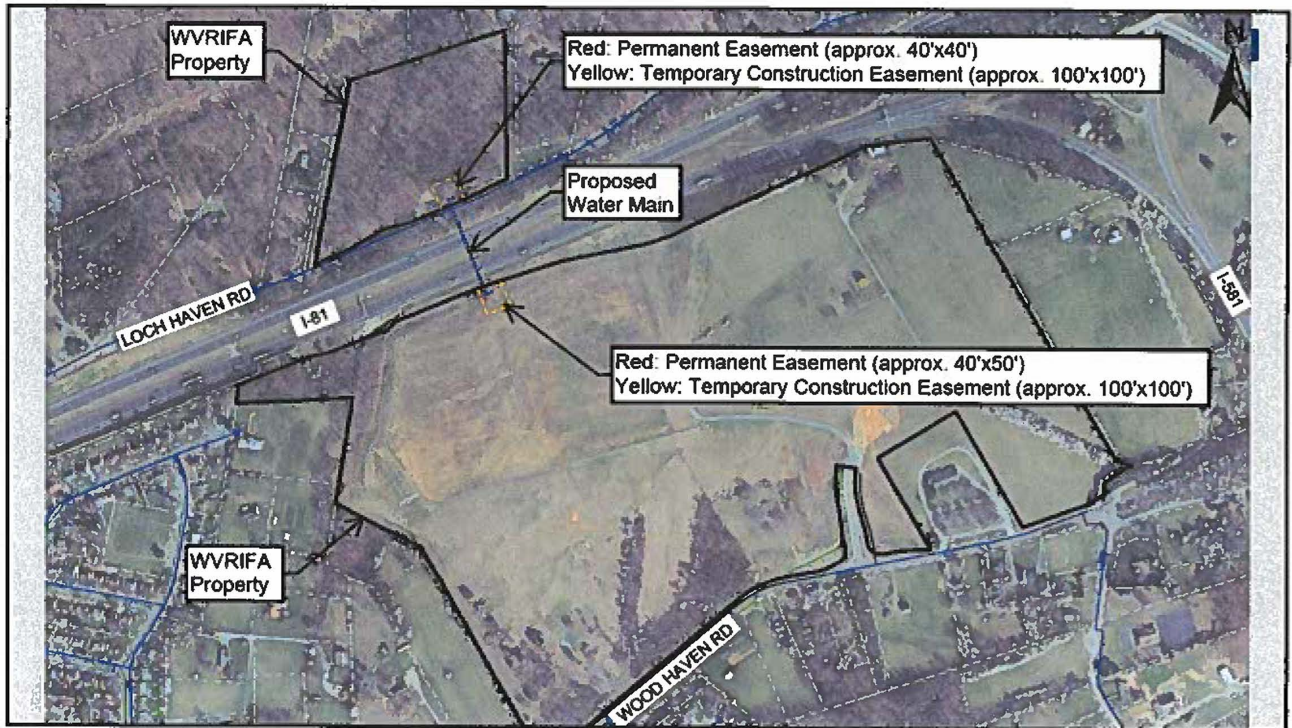 WVRIFA
Property
Red: Permanent Easement (approx. 40'x40')
Yellow: Temporary Construction Easement (approx. 100'x100')
N
Proposed
Water Main
LOCH HAVEN RD
I-81
I-581
Red: Permanent Easement (approx. 40'x50')
Yellow: Temporary Construction Easement (approx. 100'x100')
WVRIFA
Property
WOOD HAVEN RD